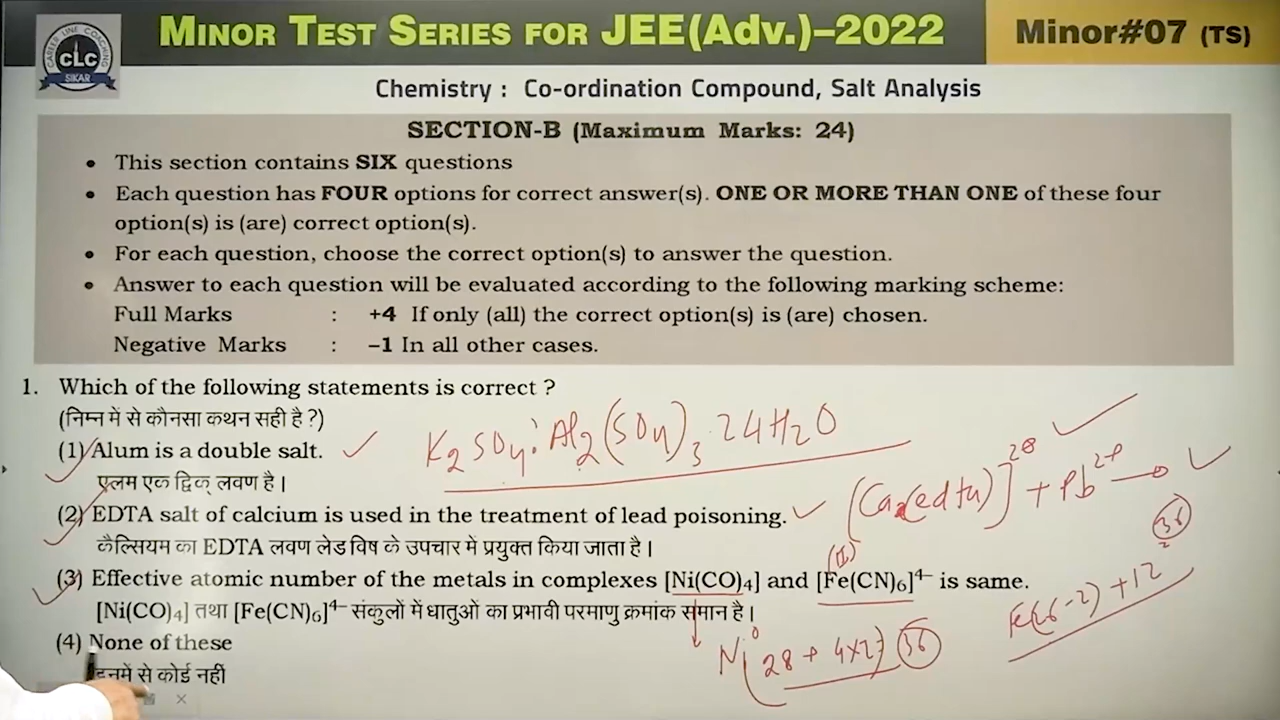 MINOR TEST SERIES FOR JEE(Adv.)–2022
Minor#07 (TS)
CAREER LINE COACHING
CLC
SIKAR
Chemistry : Co-ordination Compound, Salt Analysis
SECTION-B (Maximum Marks: 24)
• This section contains SIX questions
• Each question has FOUR options for correct answer(s). ONE OR MORE THAN ONE of these four
option(s) is (are) correct option(s).
• For each question, choose the correct option(s) to answer the question.
• Answer to each question will be evaluated according to the following marking scheme:
Full Marks : +4 If only (all) the correct option(s) is (are) chosen.
Negative Marks : –1 In all other cases.
1. Which of the following statements is correct ?
(निम्न में से कौनसा कथन सही है ?)
K2SO4. Al2(SO4)3 24H2O
(1) Alum is a double salt.
एलम एक द्विक् लवण है।
(2) EDTA salt of calcium is used in the treatment of lead poisoning.
कैल्सियम का EDTA लवण लेड विष के उपचार में प्रयुक्त किया जाता है।
(3) Effective atomic number of the metals in complexes [Ni(CO)4] and [Fe(CN)6]4– is same.
[Ni(CO)4] तथा [Fe(CN)6]4– संकुलों में धातुओं का प्रभावी परमाणु क्रमांक समान है।
Fe(26-2)+12
36
(4) None of these
Ni 28 + 4x2 36
इनमें से कोई नहीं